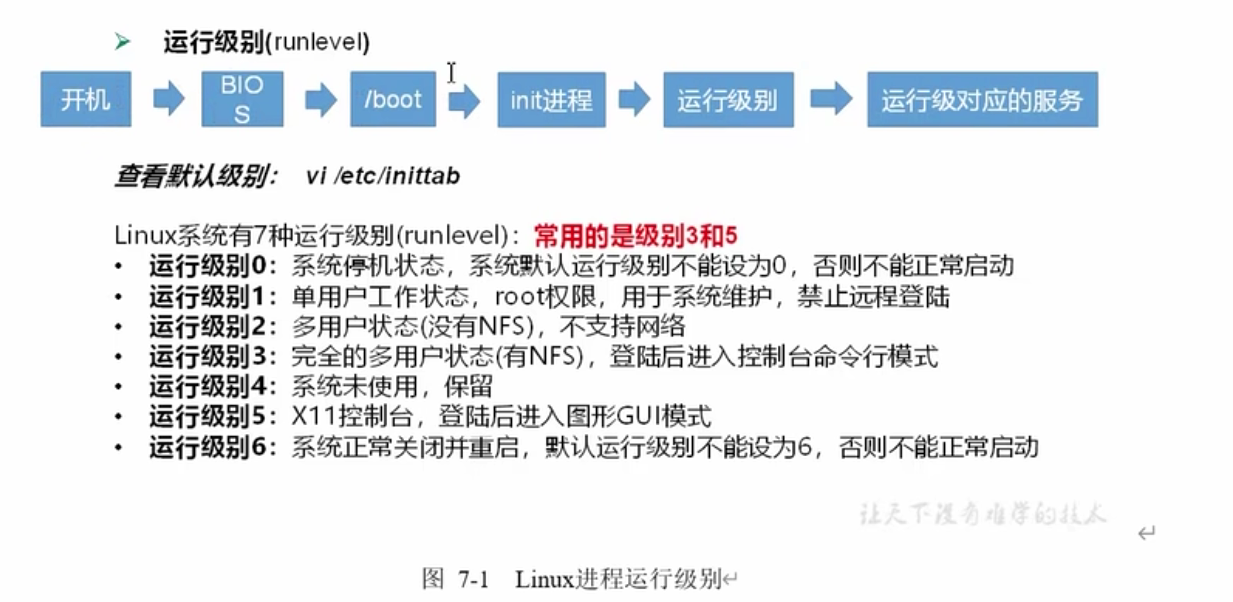 ➢ 运行级别(runlevel)
开机
BIO
S
/boot
init进程
运行级别
运行级对应的服务
查看默认级别： vi /etc/inittab
Linux系统有7种运行级别(runlevel)：常用的是级别3和5
• 运行级别0：系统停机状态，系统默认运行级别不能设为0，否则不能正常启动
• 运行级别1：单用户工作状态，root权限，用于系统维护，禁止远程登陆
• 运行级别2：多用户状态(没有NFS)，不支持网络
• 运行级别3：完全的多用户状态(有NFS)，登陆后进入控制台命令行模式
• 运行级别4：系统未使用，保留
• 运行级别5：X11控制台，登陆后进入图形GUI模式
• 运行级别6：系统正常关闭并重启，默认运行级别不能设为6，否则不能正常启动
让天下没有难学的技术
图 7-1 Linux进程运行级别